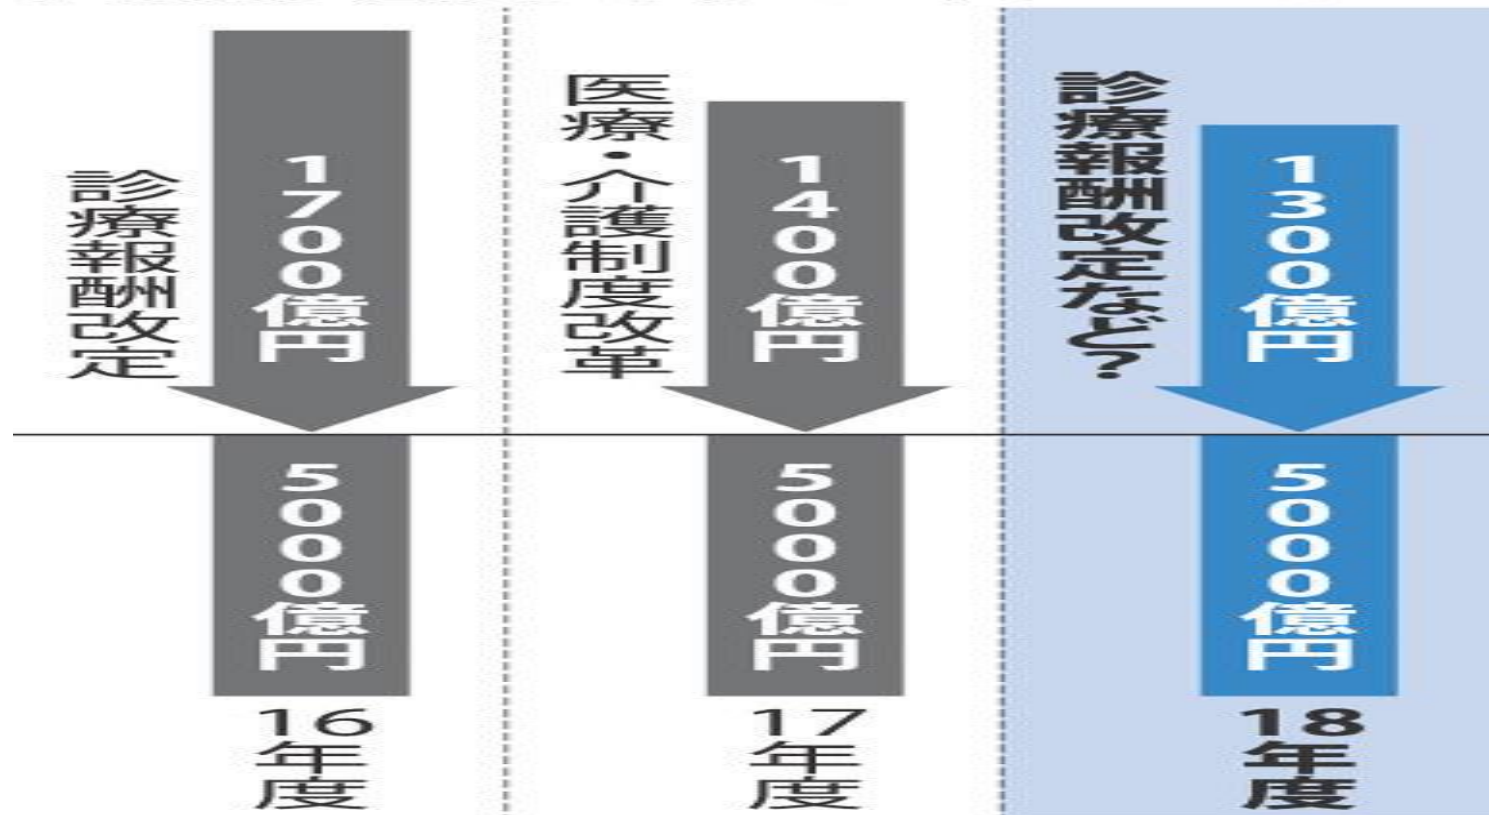 診療報酬改定
1700億円
5000億円
16年度
医療・介護制度改革
1400億円
5000億円
17年度
診療報酬改定など?
1300億円
5000億円
18年度